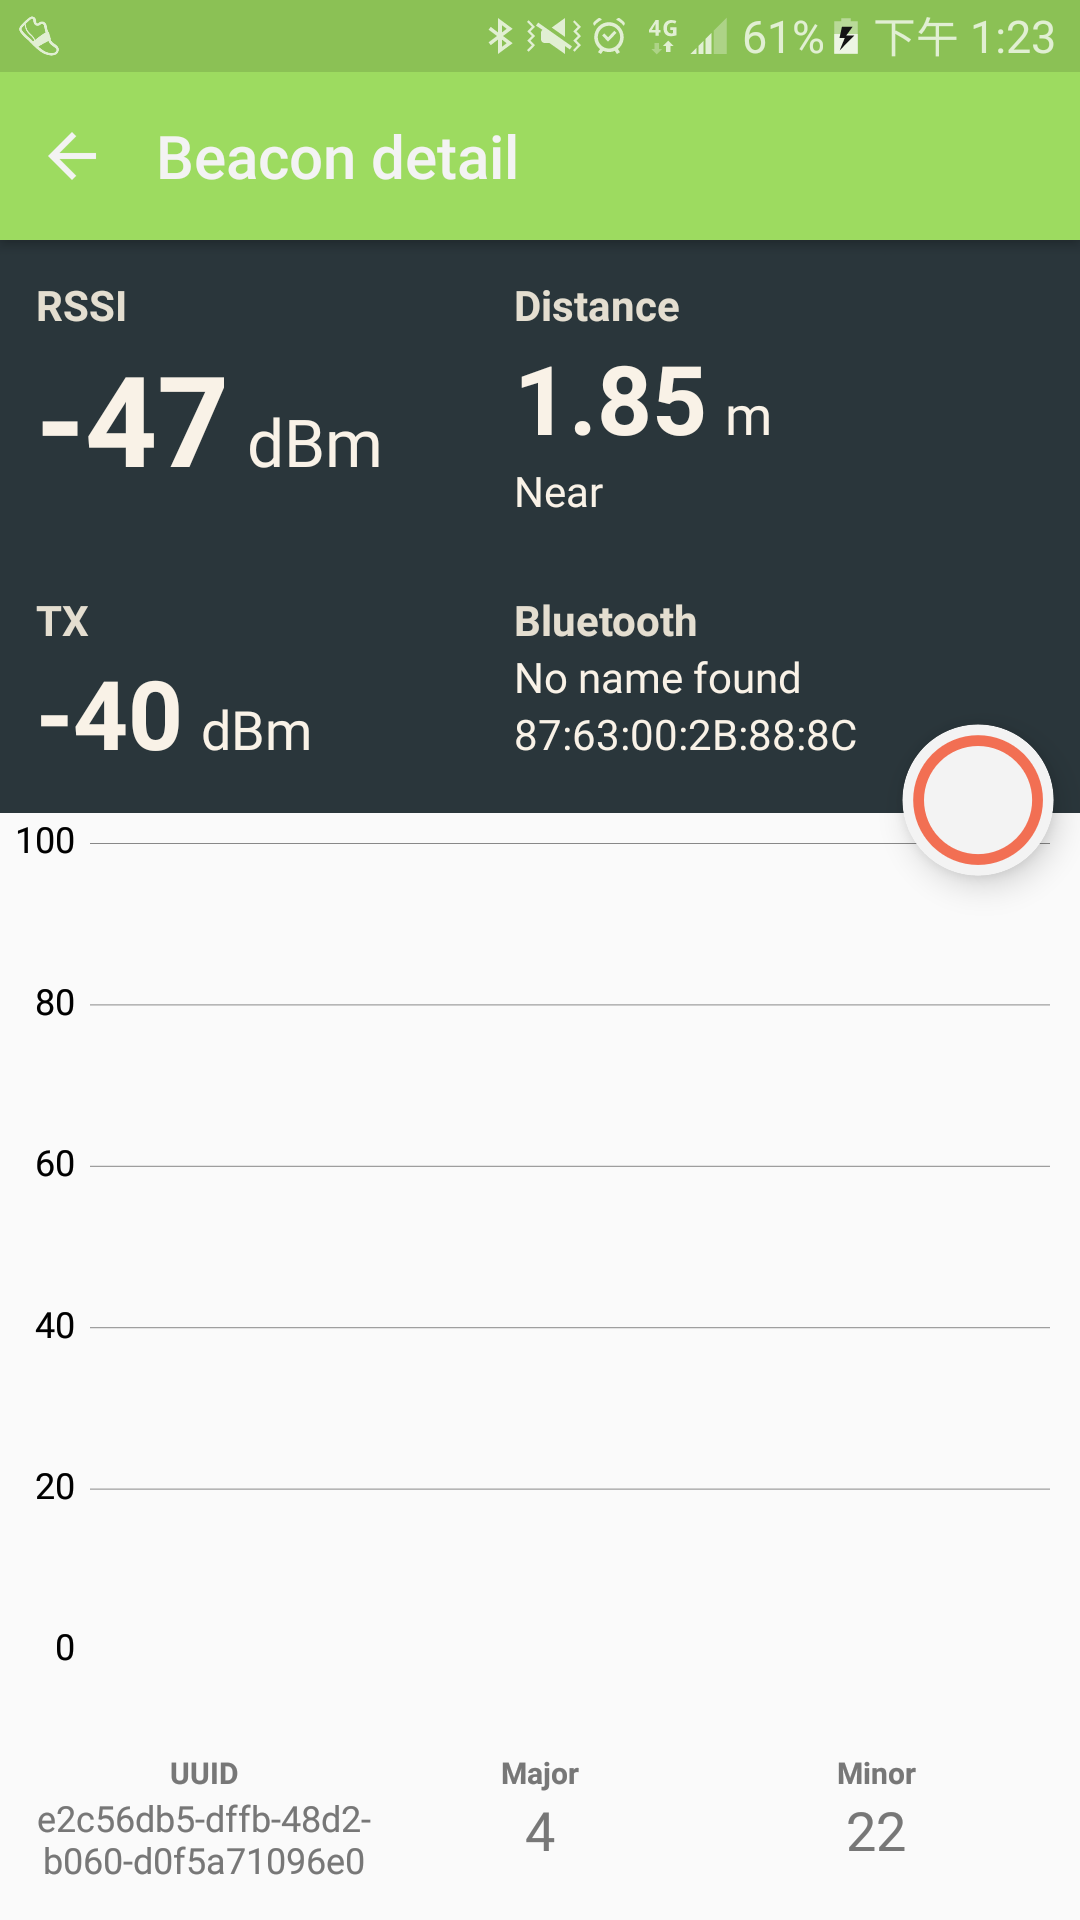 4G 61% 下午 1:23
Beacon detail
RSSI
-47 dBm
Distance
1.85 m
Near
TX
-40 dBm
Bluetooth
No name found
87:63:00:2B:88:8C
100
80
60
40
20
0
UUID
e2c56db5-dffb-48d2-
b060-d0f5a71096e0
Major
4
Minor
22